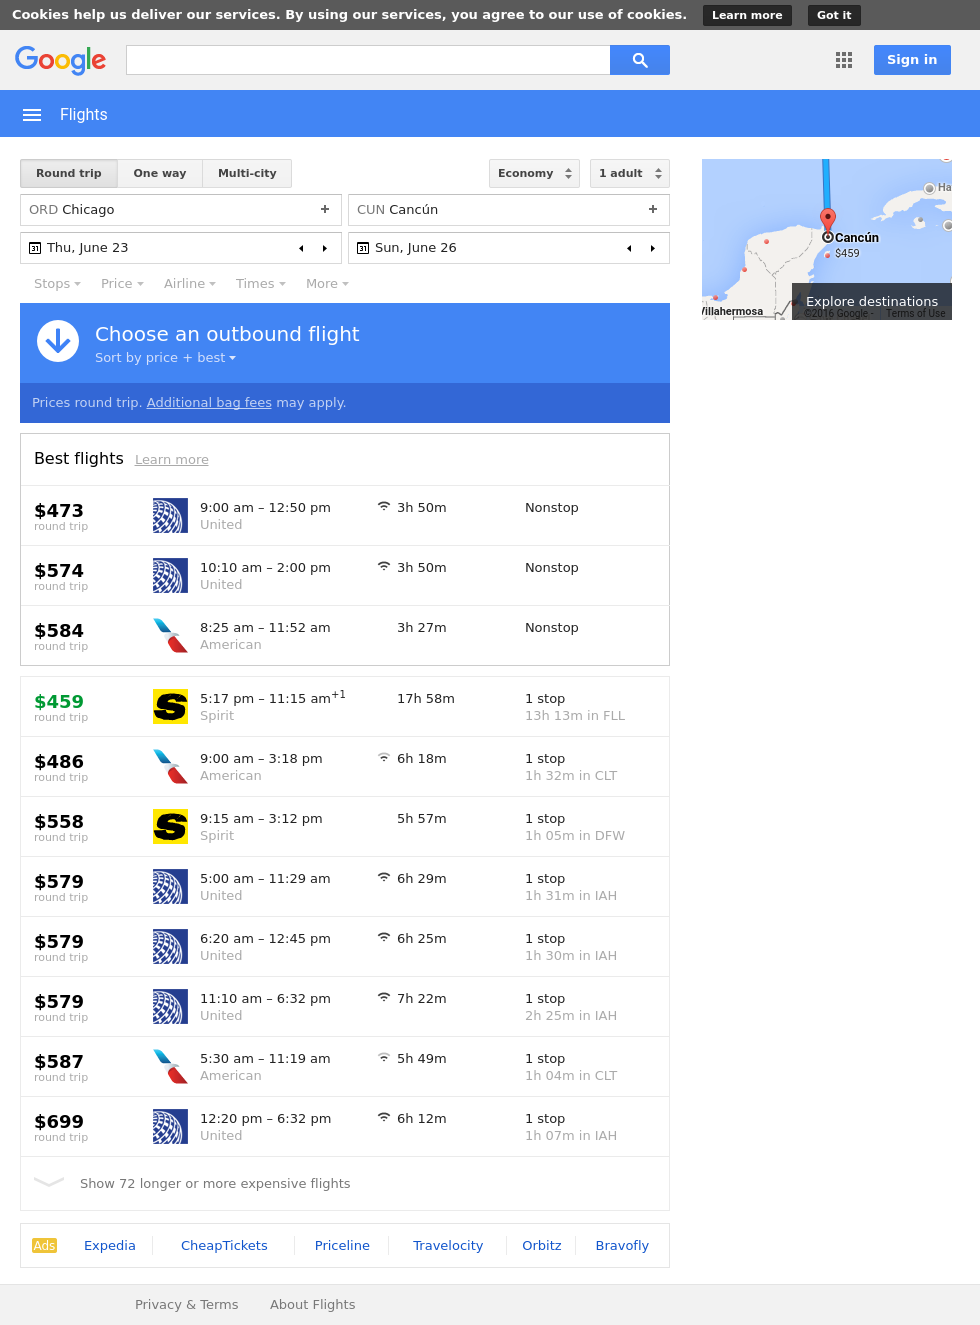 Cookies help us deliver our services. By using our services, you agree to our use of cookies. Learn more Got it
Google Sign in
Flights
Round trip One way Multi-city Economy 1 adult
ORD Chicago + CUN Cancún +
31 Thu, June 23 31 Sun, June 26
Stops Price Airline Times More
Choose an outbound flight
Sort by price + best
Prices round trip. Additional bag fees may apply.
Ha
Cancún
$459
Villahermosa
Explore destinations
©2016 Google - Terms of Use
Best flights Learn more
$473 9:00 am – 12:50 pm 3h 50m Nonstop
round trip United
$574 10:10 am – 2:00 pm 3h 50m Nonstop
round trip United
$584 8:25 am – 11:52 am 3h 27m Nonstop
round trip American
$459 5:17 pm – 11:15 am+1 17h 58m 1 stop
round trip Spirit 13h 13m in FLL
$486 9:00 am – 3:18 pm 6h 18m 1 stop
round trip American 1h 32m in CLT
$558 9:15 am – 3:12 pm 5h 57m 1 stop
round trip Spirit 1h 05m in DFW
$579 5:00 am – 11:29 am 6h 29m 1 stop
round trip United 1h 31m in IAH
$579 6:20 am – 12:45 pm 6h 25m 1 stop
round trip United 1h 30m in IAH
$579 11:10 am – 6:32 pm 7h 22m 1 stop
round trip United 2h 25m in IAH
$587 5:30 am – 11:19 am 5h 49m 1 stop
round trip American 1h 04m in CLT
$699 12:20 pm – 6:32 pm 6h 12m 1 stop
round trip United 1h 07m in IAH
Show 72 longer or more expensive flights
Ads Expedia CheapTickets Priceline Travelocity Orbitz Bravofly
Privacy & Terms About Flights